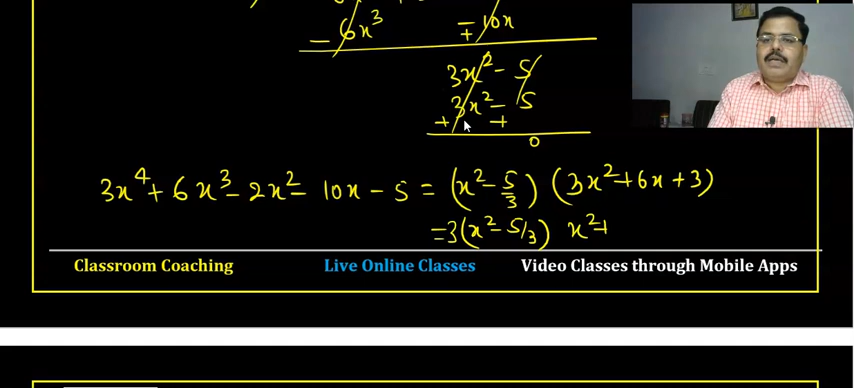 - 6x³ ∓ 10x
3x² - 5
3x² - 5
+ +
0
3x⁴ + 6x³ - 2x² - 10x - 5 = (x² - 5/3) (3x² + 6x + 3)
= 3(x² - 5/3) x² +
Classroom Coaching Live Online Classes Video Classes through Mobile Apps